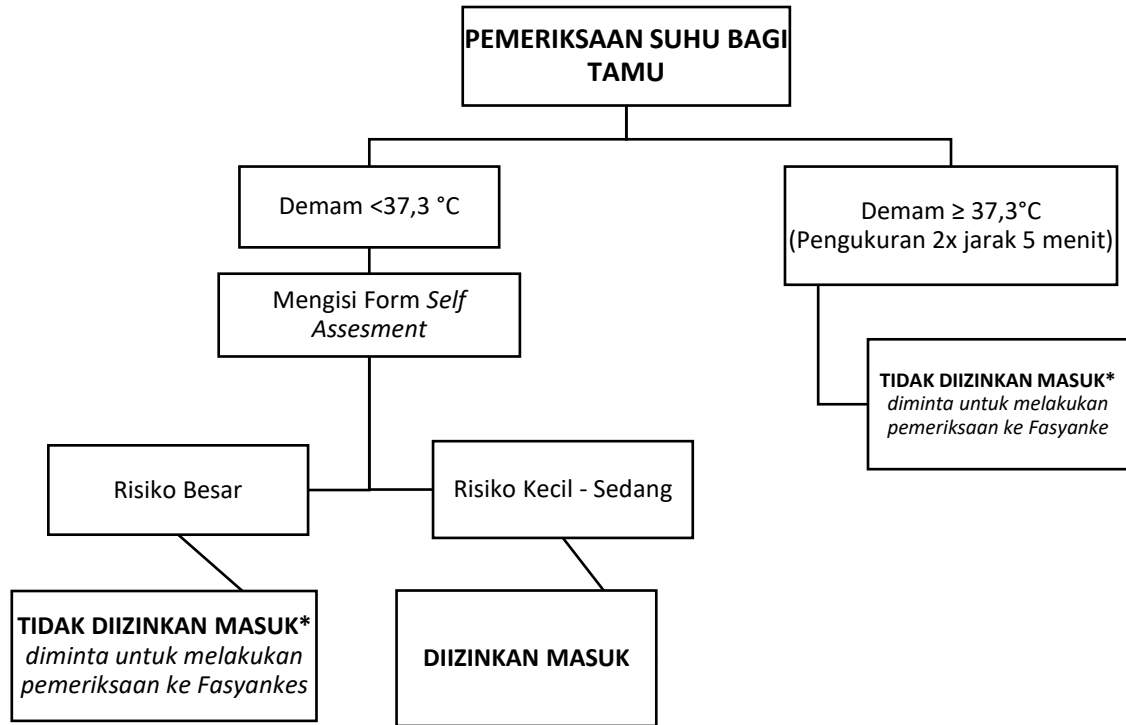 PEMERIKSAAN SUHU BAGI
TAMU
Demam <37,3 °C
Demam ≥ 37,3°C
(Pengukuran 2x jarak 5 menit)
Mengisi Form Self
Assesment
TIDAK DIIZINKAN MASUK*
diminta untuk melakukan
pemeriksaan ke Fasyanke
Risiko Besar
Risiko Kecil - Sedang
TIDAK DIIZINKAN MASUK*
diminta untuk melakukan
pemeriksaan ke Fasyankes
DIIZINKAN MASUK